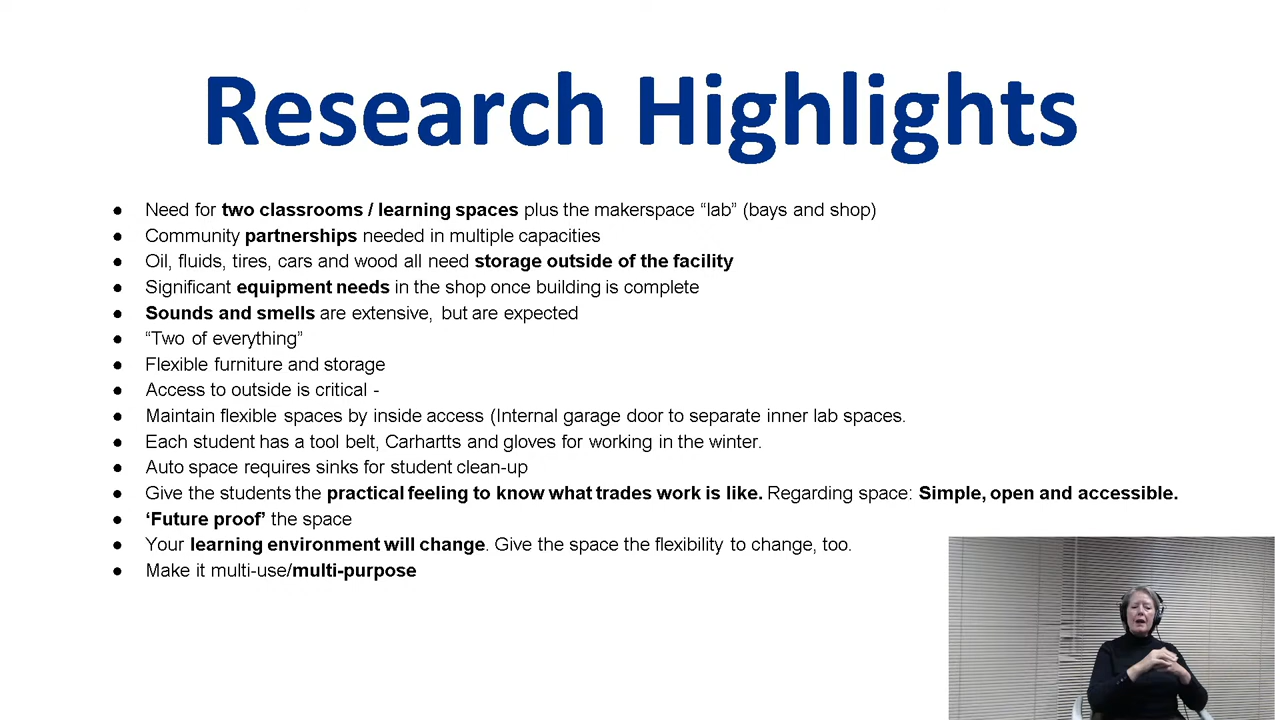 Research Highlights
● Need for two classrooms / learning spaces plus the makerspace “lab” (bays and shop)
● Community partnerships needed in multiple capacities
● Oil, fluids, tires, cars and wood all need storage outside of the facility
● Significant equipment needs in the shop once building is complete
● Sounds and smells are extensive, but are expected
● “Two of everything”
● Flexible furniture and storage
● Access to outside is critical -
● Maintain flexible spaces by inside access (Internal garage door to separate inner lab spaces.
● Each student has a tool belt, Carhartts and gloves for working in the winter.
● Auto space requires sinks for student clean-up
● Give the students the practical feeling to know what trades work is like. Regarding space: Simple, open and accessible.
● ‘Future proof’ the space
● Your learning environment will change. Give the space the flexibility to change, too.
● Make it multi-use/multi-purpose